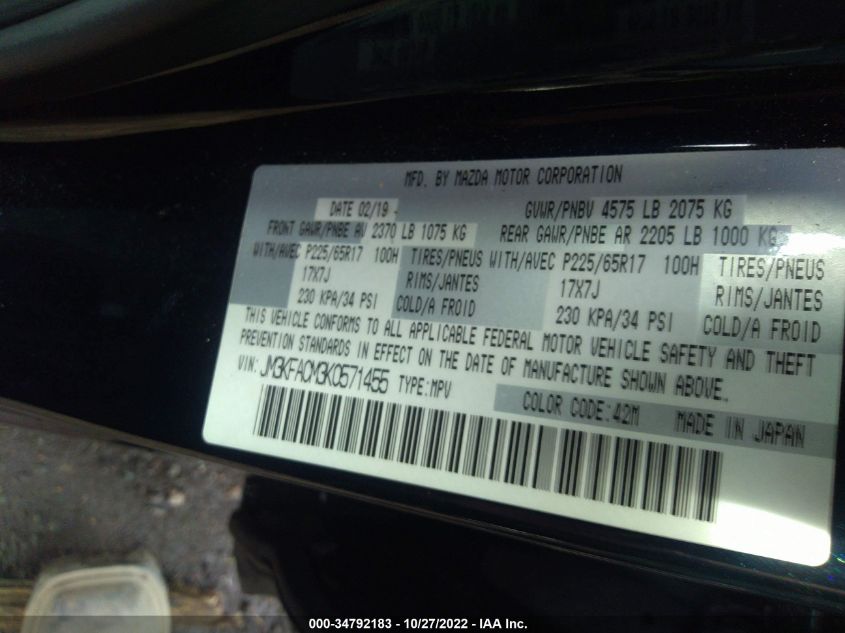 MFD. BY MAZDA MOTOR CORPORATION
DATE 02/19 - GVWR/PNBV 4575 LB 2075 KG
FRONT GAWR/PNBE AV 2370 LB 1075 KG REAR GAWR/PNBE AR 2205 LB 1000 KG
WITH/AVEC P225/65R17 100H TIRES/PNEUS WITH/AVEC P225/65R17 100H TIRES/PNEUS
17X7J RIMS/JANTES 17X7J RIMS/JANTES
230 KPA/34 PSI COLD/A FROID 230 KPA/34 PSI COLD/A FROID
THIS VEHICLE CONFORMS TO ALL APPLICABLE FEDERAL MOTOR VEHICLE SAFETY AND THEFT
PREVENTION STANDARDS IN EFFECT ON THE DATE OF MANUFACTURE SHOWN ABOVE.
VIN: JM3KFACM3K0571455 TYPE:MPV
COLOR CODE:42M MADE IN JAPAN
000-34792183 - 10/27/2022 - IAA Inc.